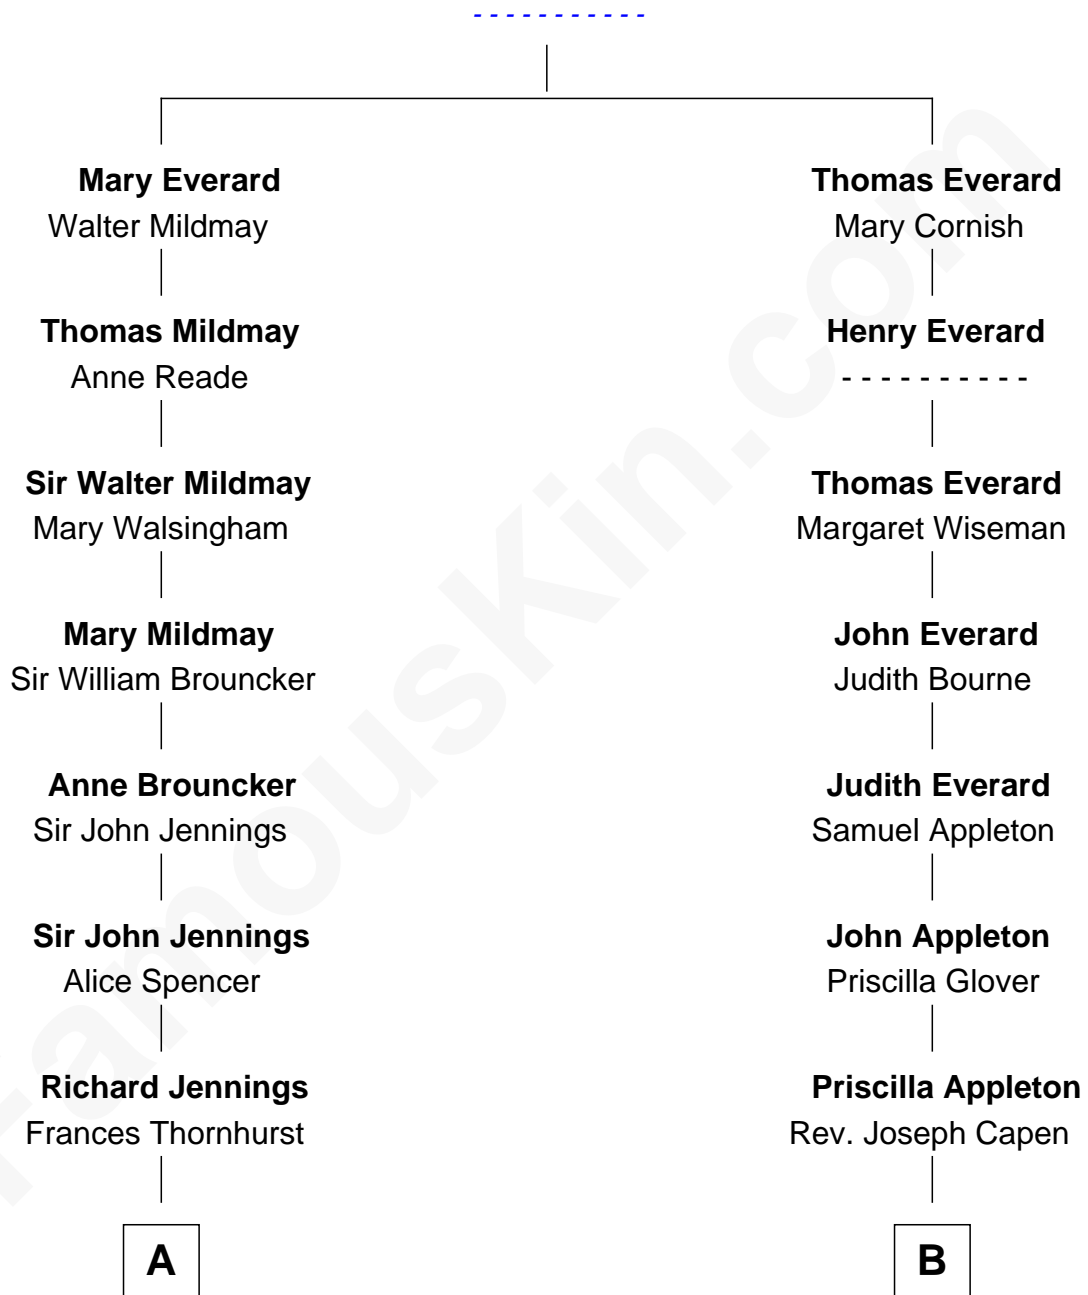 - - - - - - - - - - -
Mary Everard
Walter Mildmay
Thomas Everard
Mary Cornish
Thomas Mildmay
Anne Reade
Henry Everard
- - - - - - - - - -
Sir Walter Mildmay
Mary Walsingham
Thomas Everard
Margaret Wiseman
Mary Mildmay
Sir William Brouncker
John Everard
Judith Bourne
Anne Brouncker
Sir John Jennings
Judith Everard
Samuel Appleton
Sir John Jennings
Alice Spencer
John Appleton
Priscilla Glover
Richard Jennings
Frances Thornhurst
Priscilla Appleton
Rev. Joseph Capen
A
B
FamousKin.com